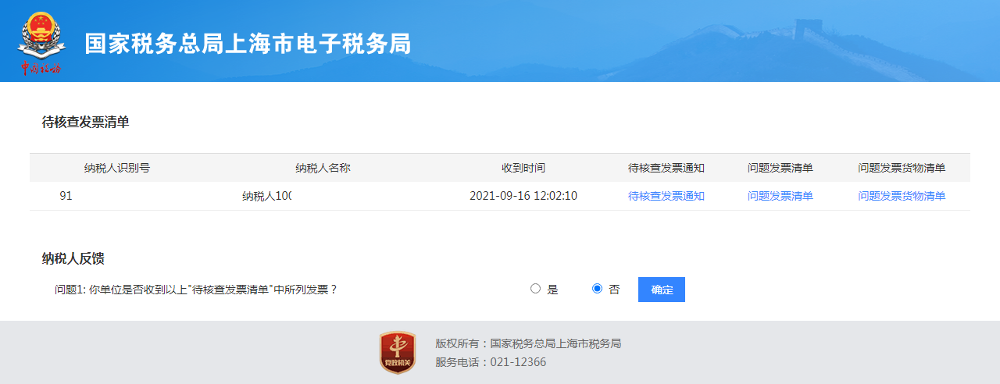 国家税务总局上海市电子税务局
中国税务
待核查发票清单
纳税人识别号 纳税人名称 收到时间 待核查发票通知 问题发票清单 问题发票货物清单
91 纳税人100 2021-09-16 12:02:10 待核查发票通知 问题发票清单 问题发票货物清单
纳税人反馈
问题1: 你单位是否收到以上"待核查发票清单"中所列发票？ 是 否 确定
党政机关
版权所有：国家税务总局上海市税务局
服务电话：021-12366